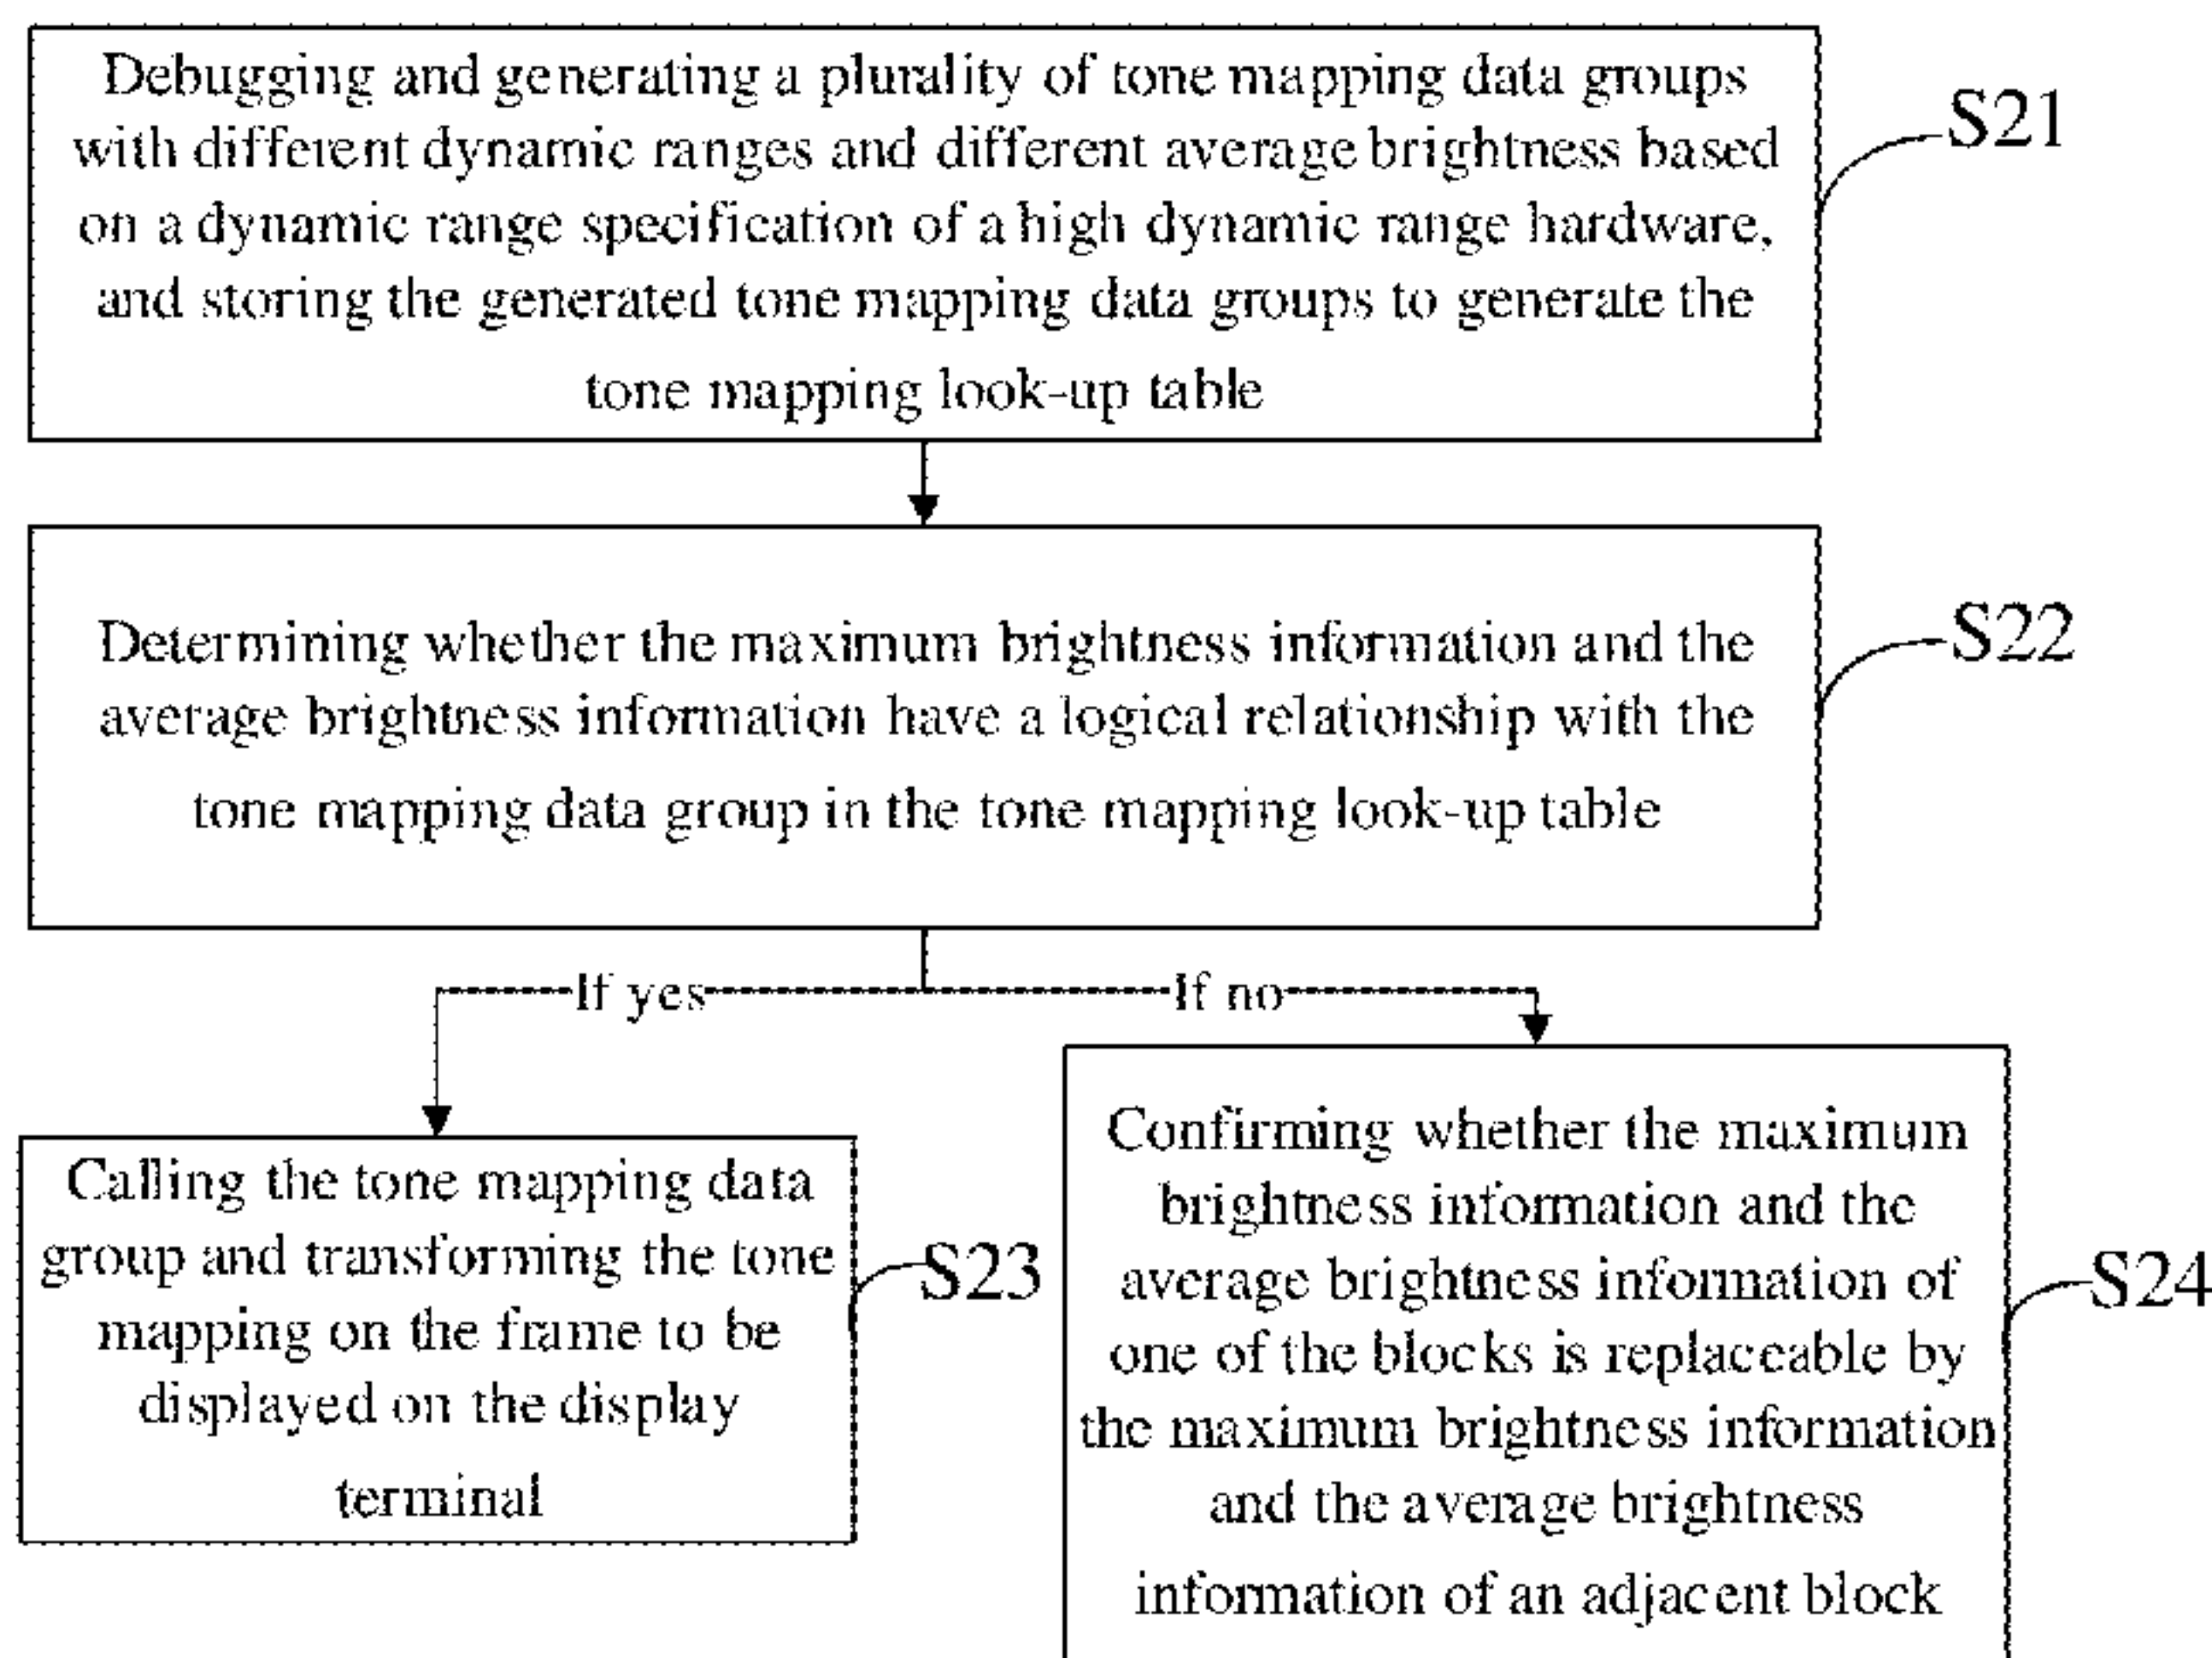 Debugging and generating a plurality of tone mapping data groups
with different dynamic ranges and different average brightness based
on a dynamic range specification of a high dynamic range hardware,
and storing the generated tone mapping data groups to generate the
tone mapping look-up table
S21
Determining whether the maximum brightness information and the
average brightness information have a logical relationship with the
tone mapping data group in the tone mapping look-up table
S22
If yes
If no
Calling the tone mapping data
group and transforming the tone
mapping on the frame to be
displayed on the display
terminal
S23
Confirming whether the maximum
brightness information and the
average brightness information of
one of the blocks is replaceable by
the maximum brightness information
and the average brightness
information of an adjacent block
S24